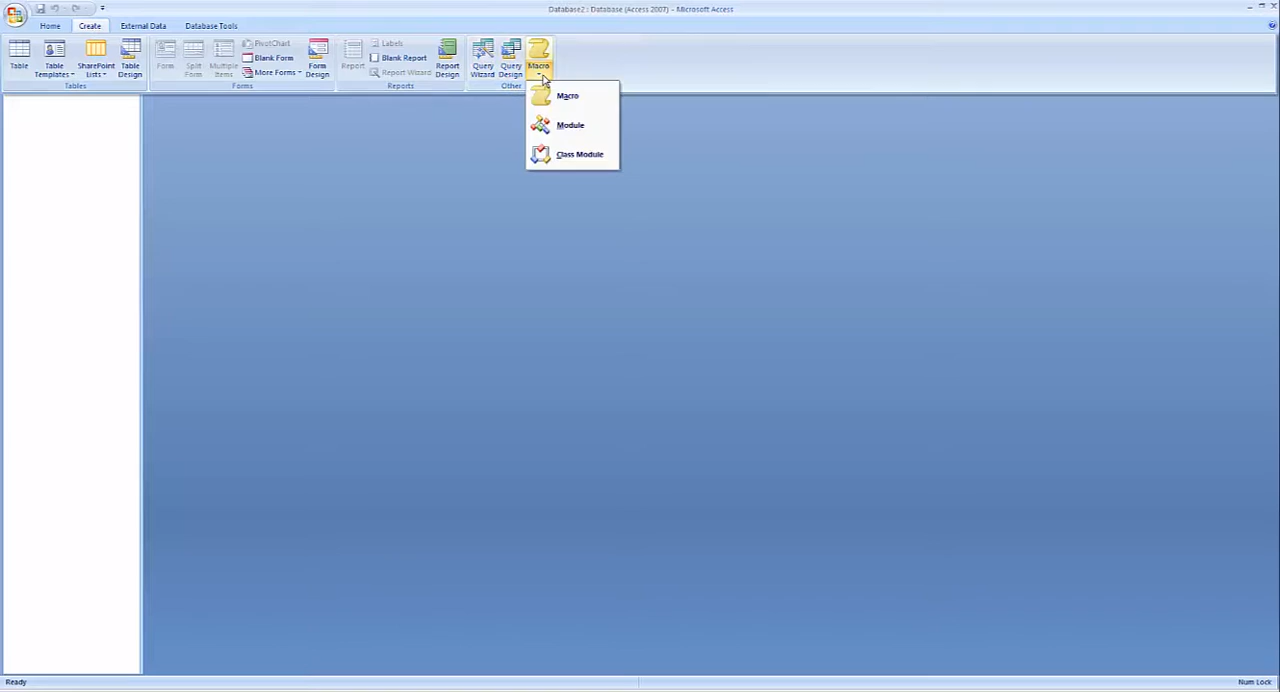 Database2 : Database (Access 2007) - Microsoft Access
Home Create External Data Database Tools
Table
Table Templates
SharePoint Lists
Table Design
Tables
Form
Split Form
Multiple Items
PivotChart
Blank Form
More Forms
Form Design
Forms
Report
Labels
Blank Report
Report Wizard
Report Design
Reports
Query Wizard
Query Design
Macro
Other
Macro
Module
Class Module
Ready
Num Lock